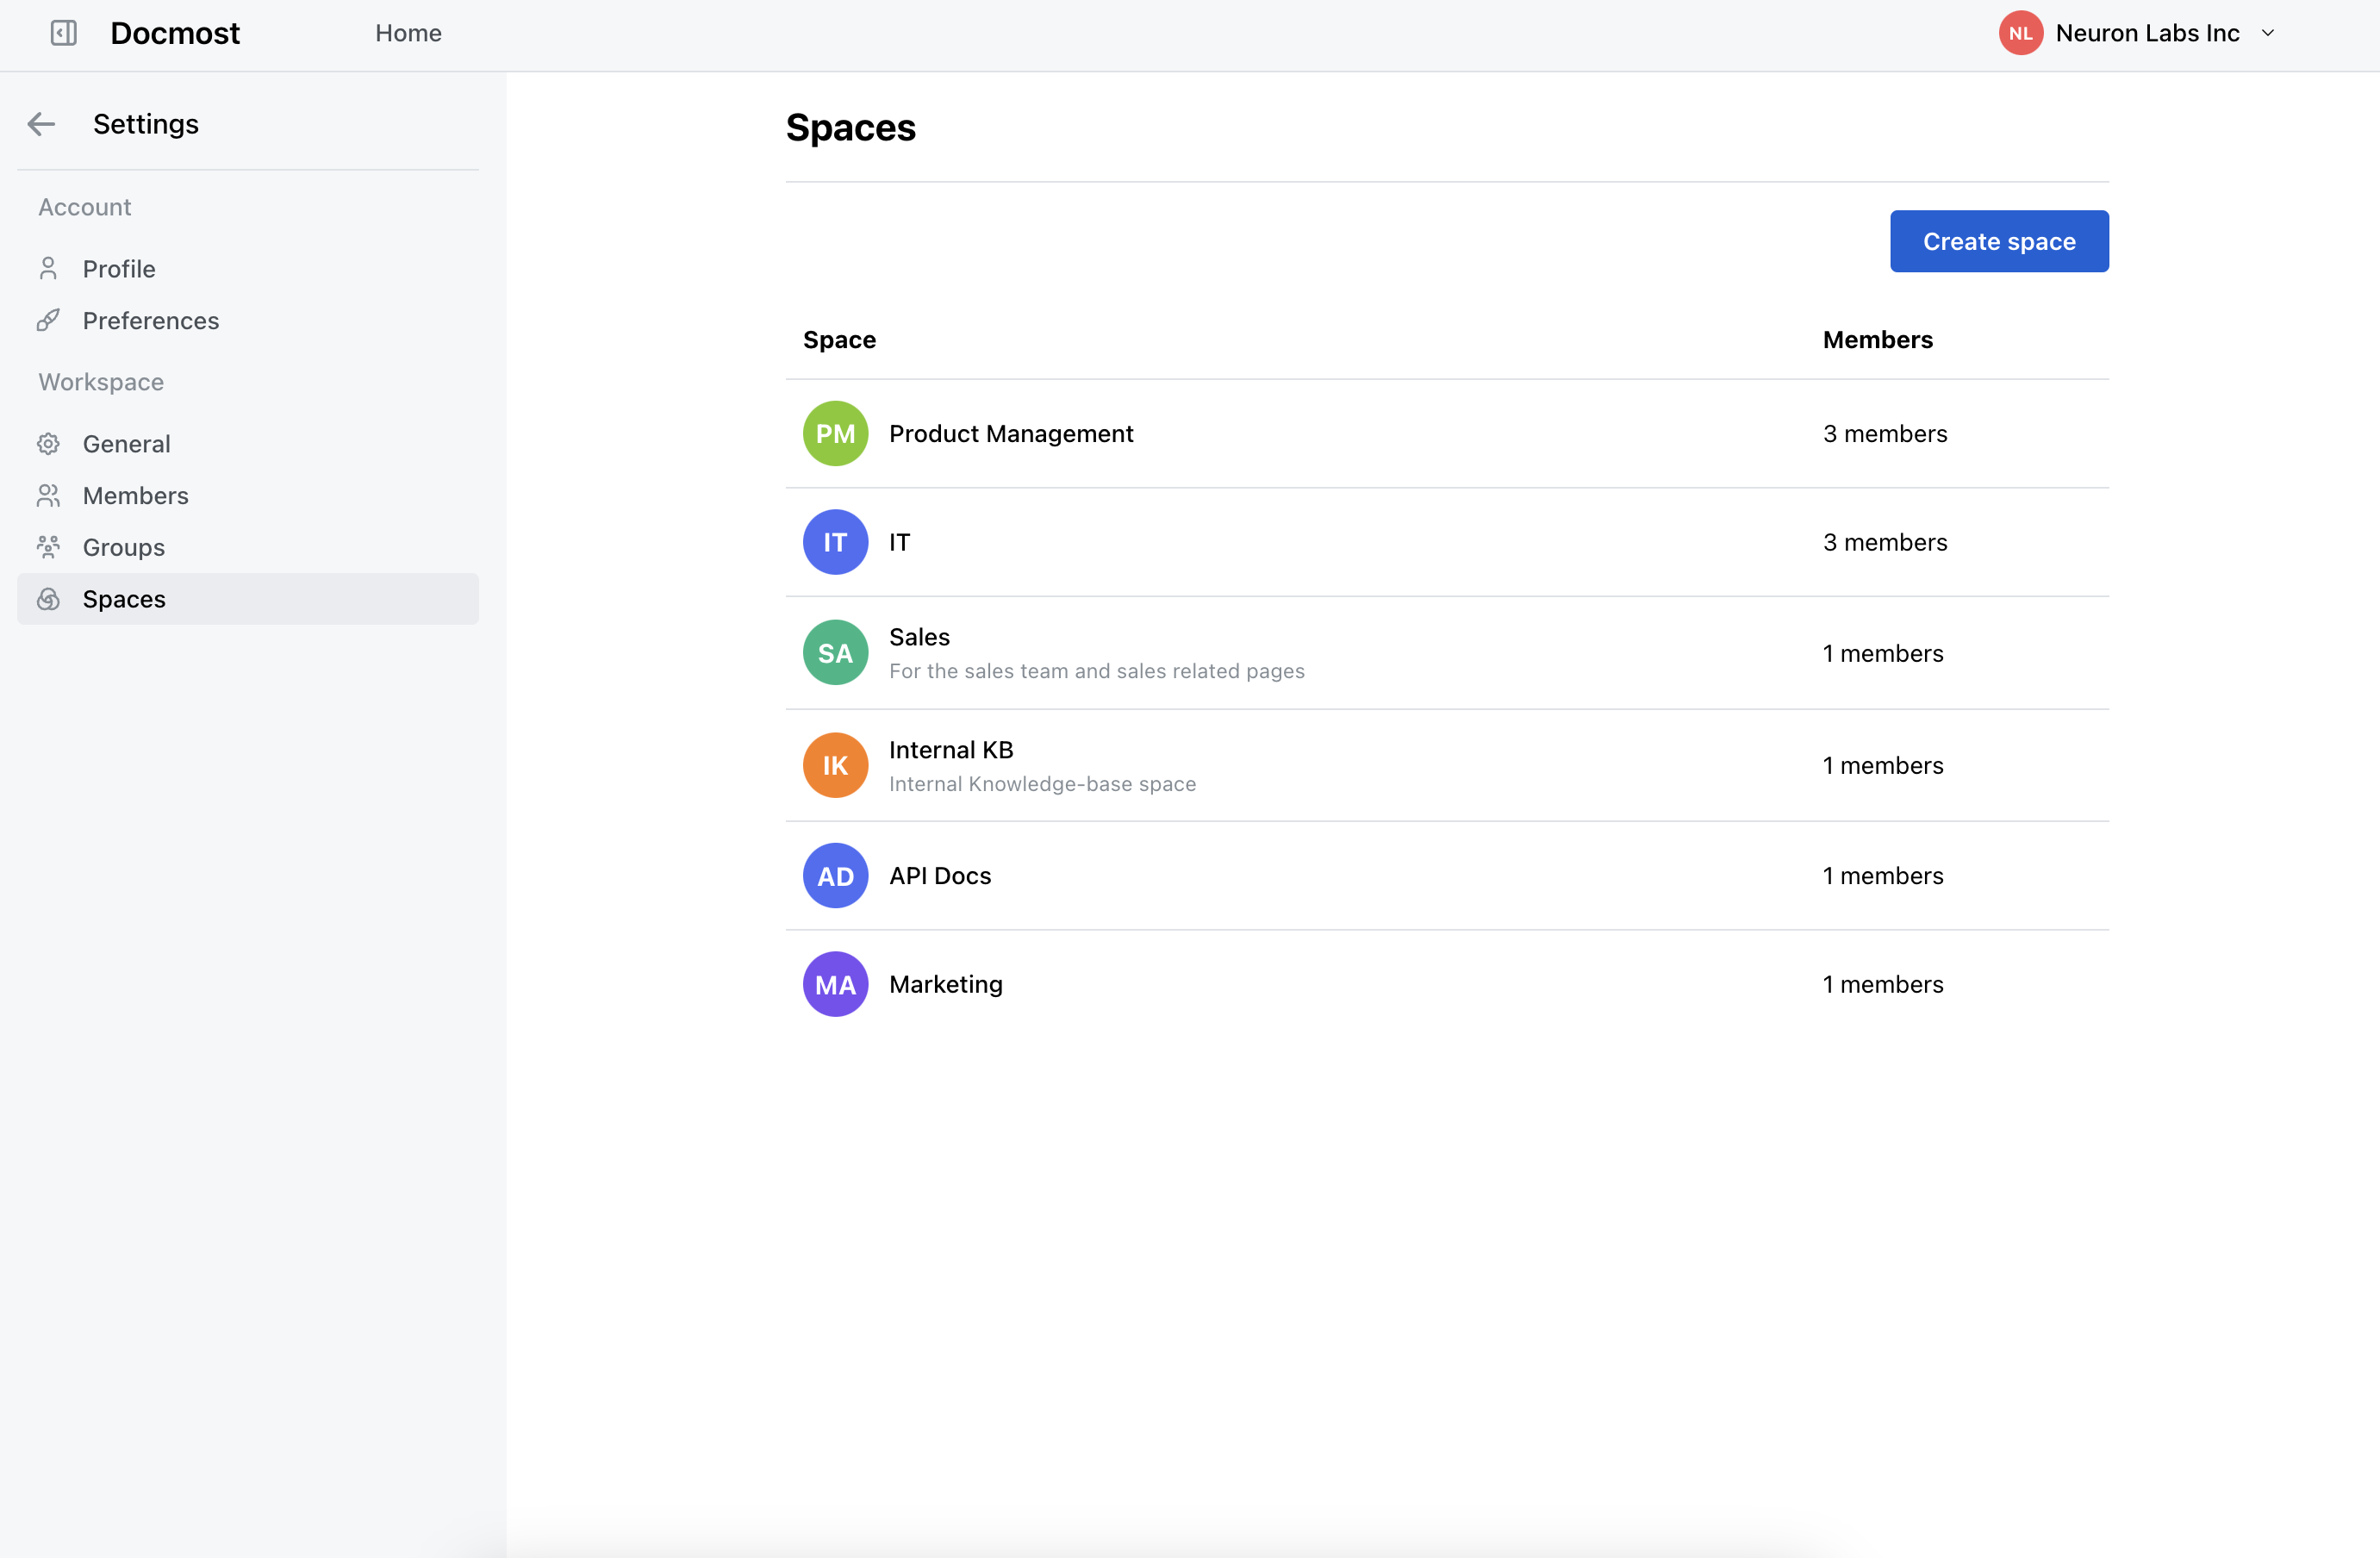 Docmost
Home
NL Neuron Labs Inc
Settings
Account
Profile
Preferences
Workspace
General
Members
Groups
Spaces
Spaces
Create space
Space Members
PM Product Management 3 members
IT IT 3 members
SA Sales 1 members
For the sales team and sales related pages
IK Internal KB 1 members
Internal Knowledge-base space
AD API Docs 1 members
MA Marketing 1 members